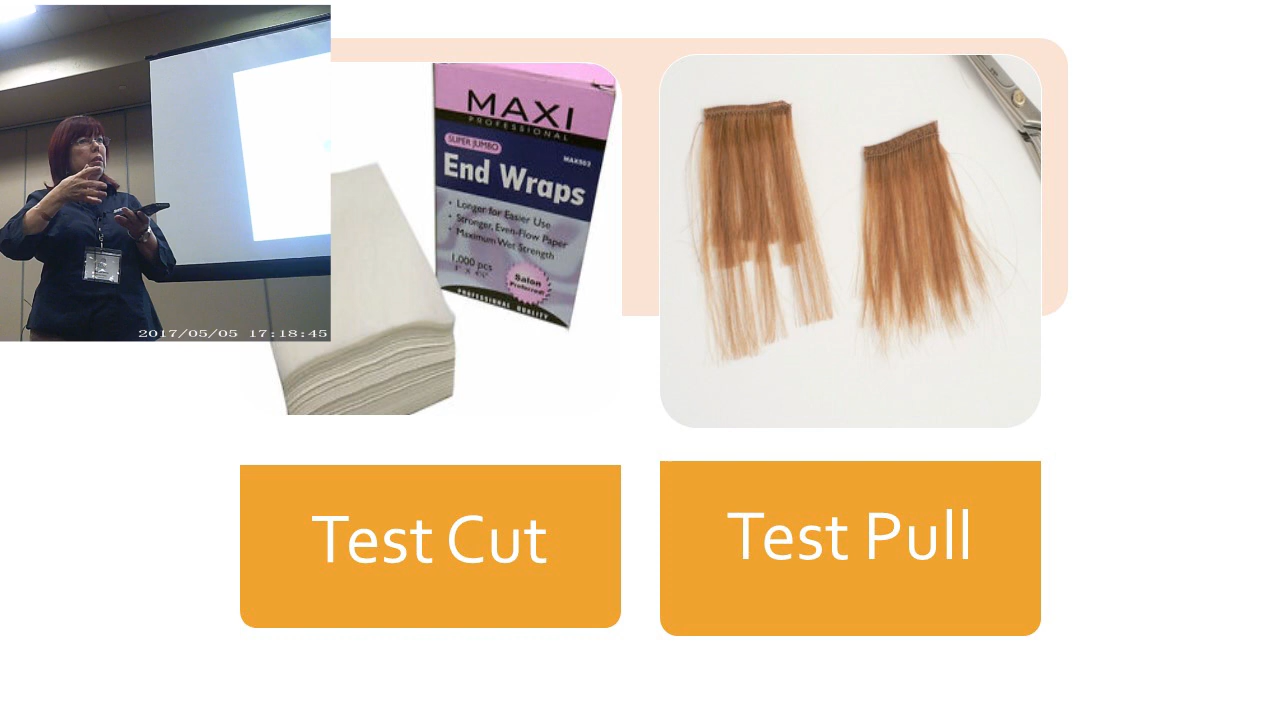 MAXI
PROFESSIONAL
SUPER JUMBO
MAX503
End Wraps
• Longer for Easier Use
• Stronger, Even-Flow Paper
• Maximum Wet Strength
1,000 pcs
Salon
Preferred!
PROFESSIONAL QUALITY
2017/05/05 17:18:45
Test Cut
Test Pull